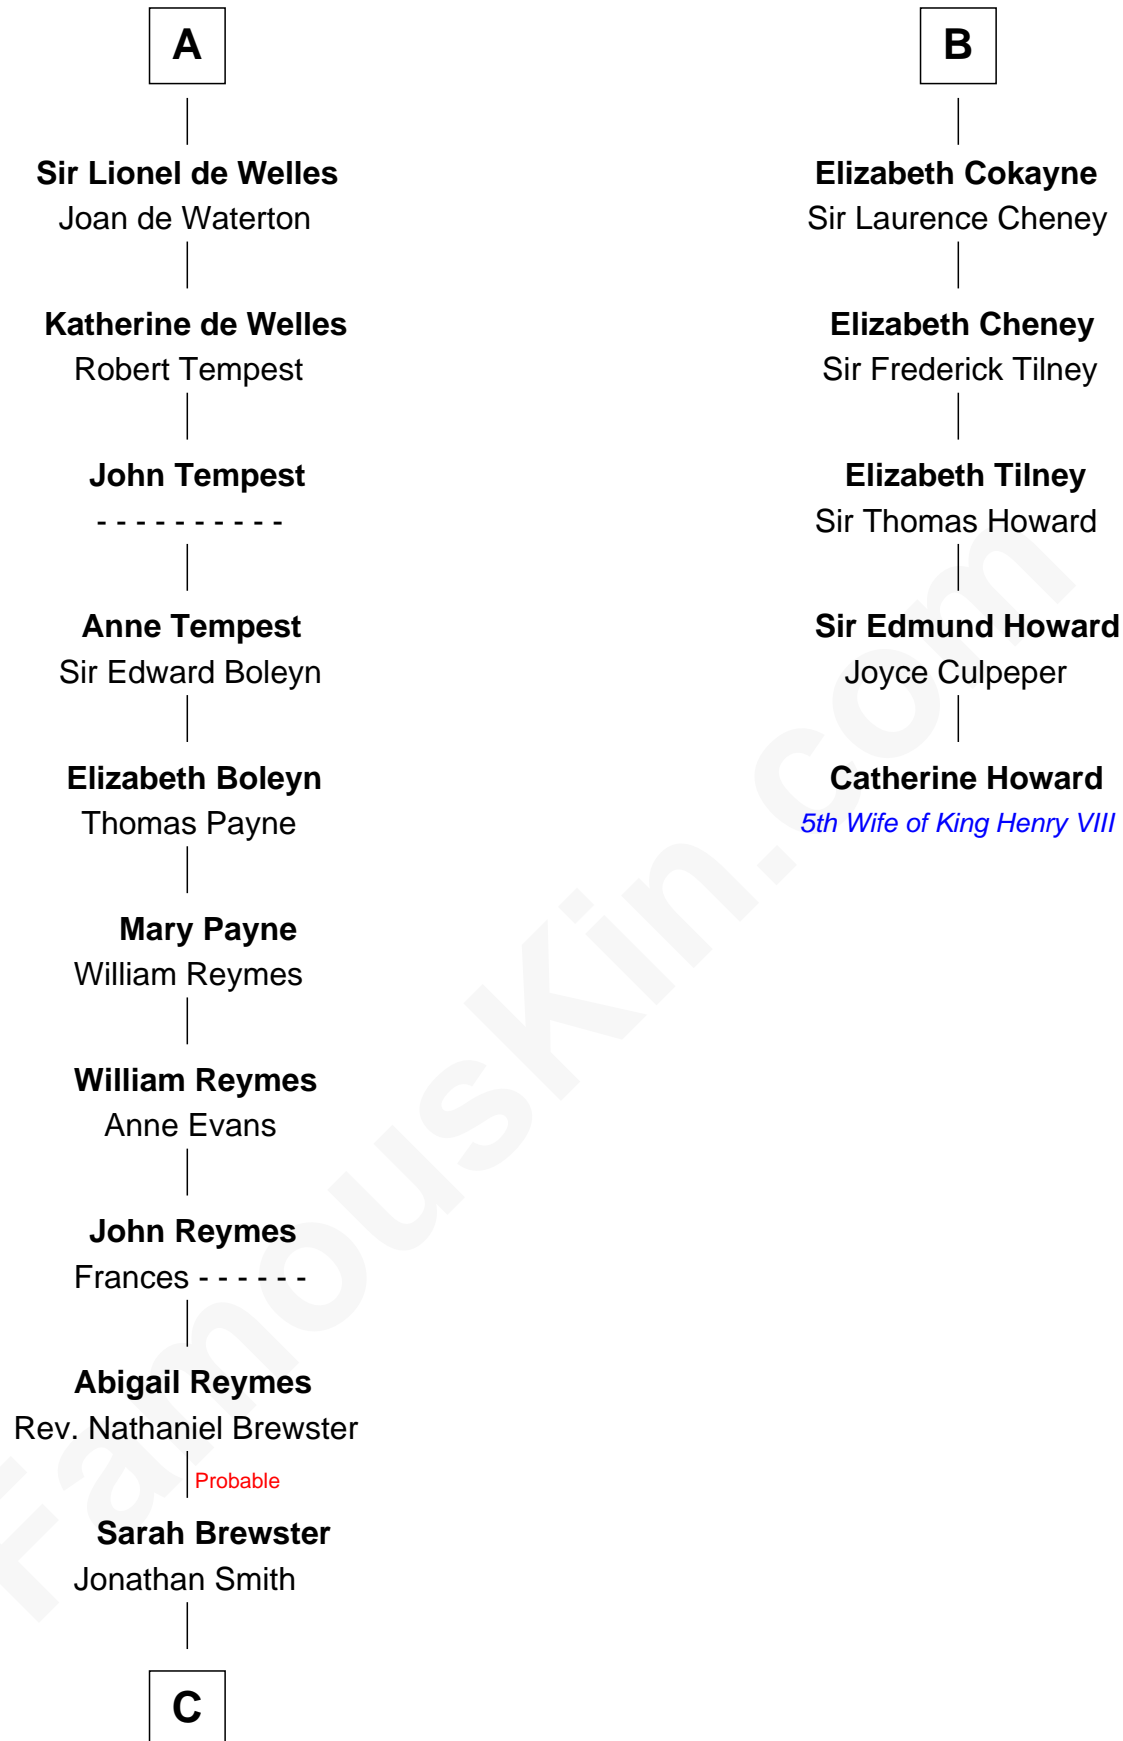 A
Sir Lionel de Welles
Joan de Waterton
Katherine de Welles
Robert Tempest
John Tempest
- - - - - - - - - -
Anne Tempest
Sir Edward Boleyn
Elizabeth Boleyn
Thomas Payne
Mary Payne
William Reymes
William Reymes
Anne Evans
John Reymes
Frances - - - - - -
Abigail Reymes
Rev. Nathaniel Brewster
Probable
Sarah Brewster
Jonathan Smith
C
B
Elizabeth Cokayne
Sir Laurence Cheney
Elizabeth Cheney
Sir Frederick Tilney
Elizabeth Tilney
Sir Thomas Howard
Sir Edmund Howard
Joyce Culpeper
Catherine Howard
5th Wife of King Henry VIII
FamousKin.com